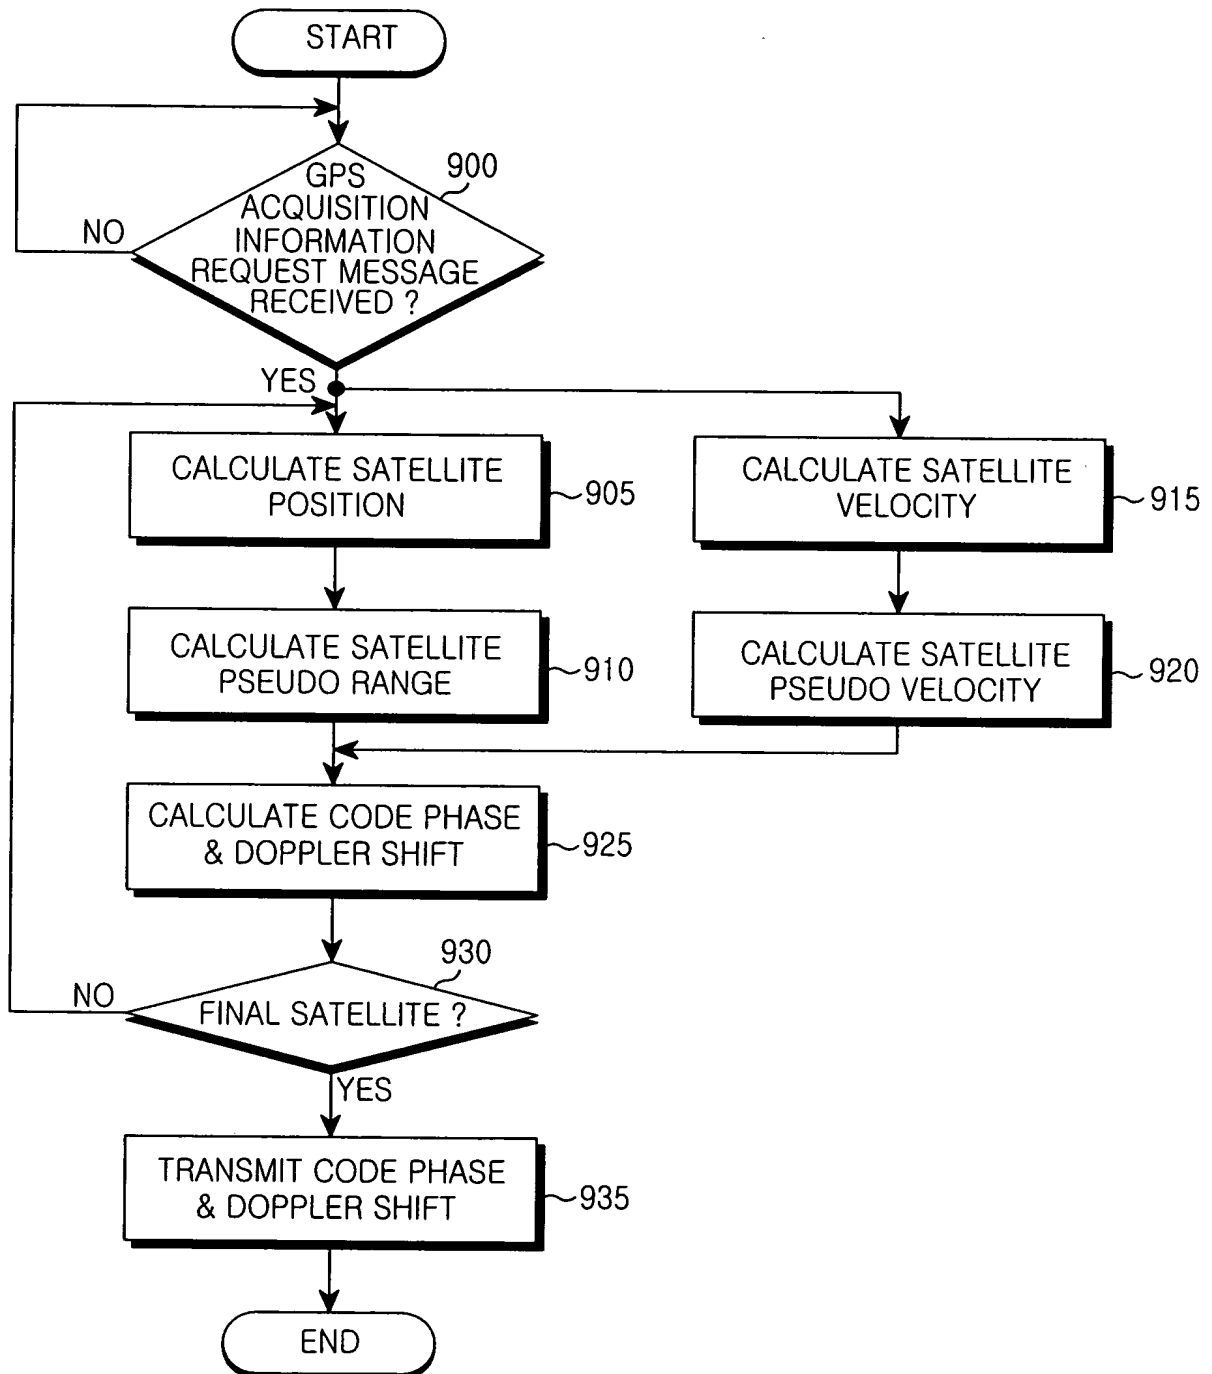 START
900
GPS
ACQUISITION
INFORMATION
REQUEST MESSAGE
RECEIVED ?
NO
YES
CALCULATE SATELLITE
POSITION
905
CALCULATE SATELLITE
VELOCITY
915
CALCULATE SATELLITE
PSEUDO RANGE
910
CALCULATE SATELLITE
PSEUDO VELOCITY
920
CALCULATE CODE PHASE
& DOPPLER SHIFT
925
930
NO
FINAL SATELLITE ?
YES
TRANSMIT CODE PHASE
& DOPPLER SHIFT
935
END